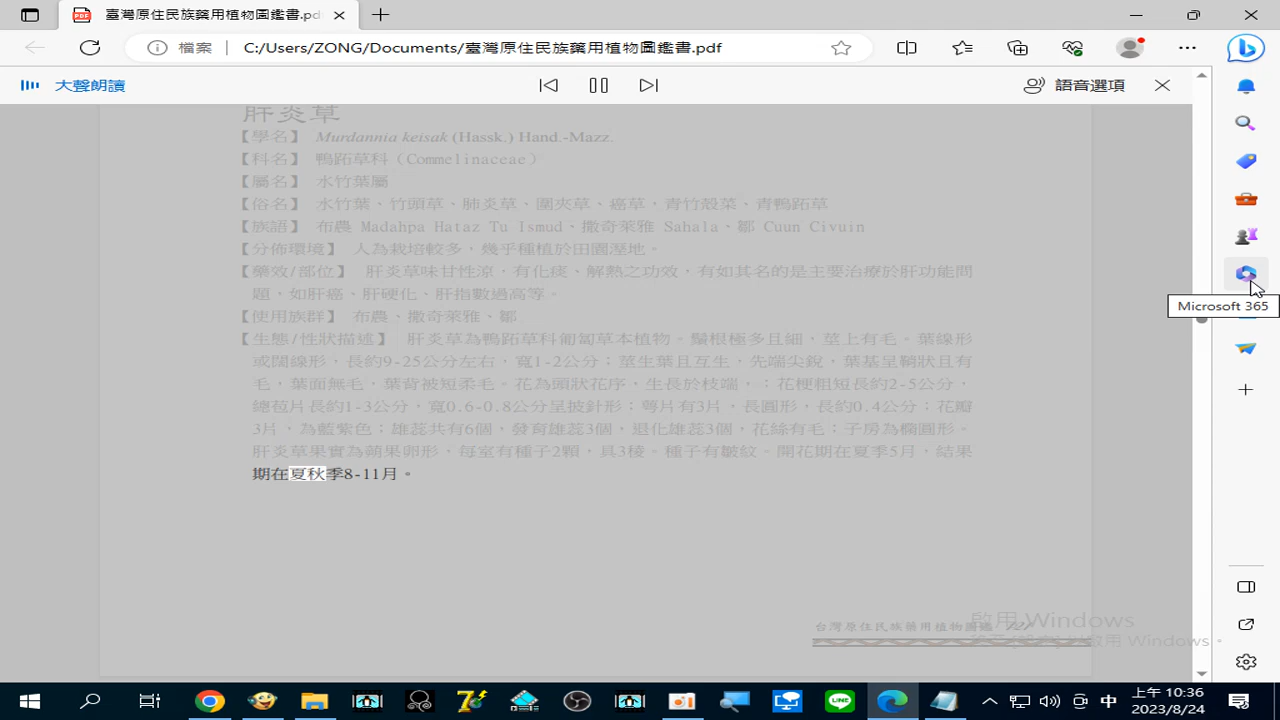 臺灣原住民族藥用植物圖鑑書.pdf
檔案 C:/Users/ZONG/Documents/臺灣原住民族藥用植物圖鑑書.pdf
大聲朗讀 語音選項
肝炎草
【學名】 Murdannia keisak (Hassk.) Hand.-Mazz.
【科名】 鴨跖草科（Commelinaceae）
【屬名】 水竹葉屬
【俗名】 水竹葉、竹頭草、肺炎草、圍夾草、癌草，青竹殼菜、青鴨跖草
【族語】 布農 Madahpa Hataz Tu Ismud、撒奇萊雅 Sahala、鄒 Cuun Civuin
【分佈環境】 人為栽培較多，幾乎種植於田園溼地。
【藥效/部位】 肝炎草味甘性涼，有化痰、解熱之功效，有如其名的是主要治療於肝功能問
題，如肝癌、肝硬化、肝指數過高等。
【使用族群】 布農、撒奇萊雅、鄒
【生態/性狀描述】 肝炎草為鴨跖草科匍匐草本植物。鬚根極多且細，莖上有毛。葉線形
或闊線形，長約9-25公分左右，寬1-2公分；莖生葉且互生，先端尖銳，葉基呈鞘狀且有
毛，葉面無毛，葉背被短柔毛。花為頭狀花序，生長於枝端，；花梗粗短長約2-5公分，
總苞片長約1-3公分，寬0.6-0.8公分呈披針形；萼片有3片，長圓形，長約0.4公分；花瓣
3片，為藍紫色；雄蕊共有6個，發育雄蕊3個，退化雄蕊3個，花絲有毛；子房為橢圓形。
肝炎草果實為蒴果卵形，每室有種子2顆，具3稜。種子有皺紋。開花期在夏季5月，結果
期在夏秋季8-11月。
Microsoft 365
台灣原住民族藥用植物圖鑑
啟用 Windows
啟用 Windows。
中
上午 10:36
2023/8/24